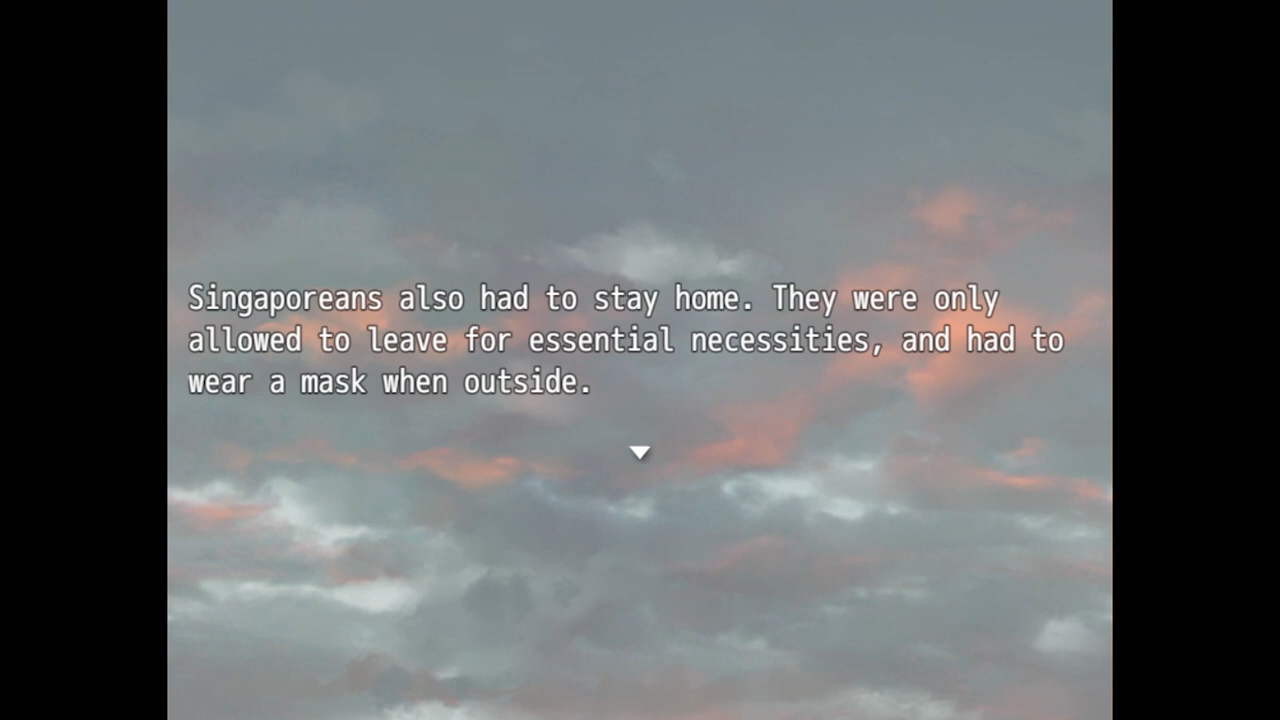 Singaporeans also had to stay home. They were only
allowed to leave for essential necessities, and had to
wear a mask when outside.